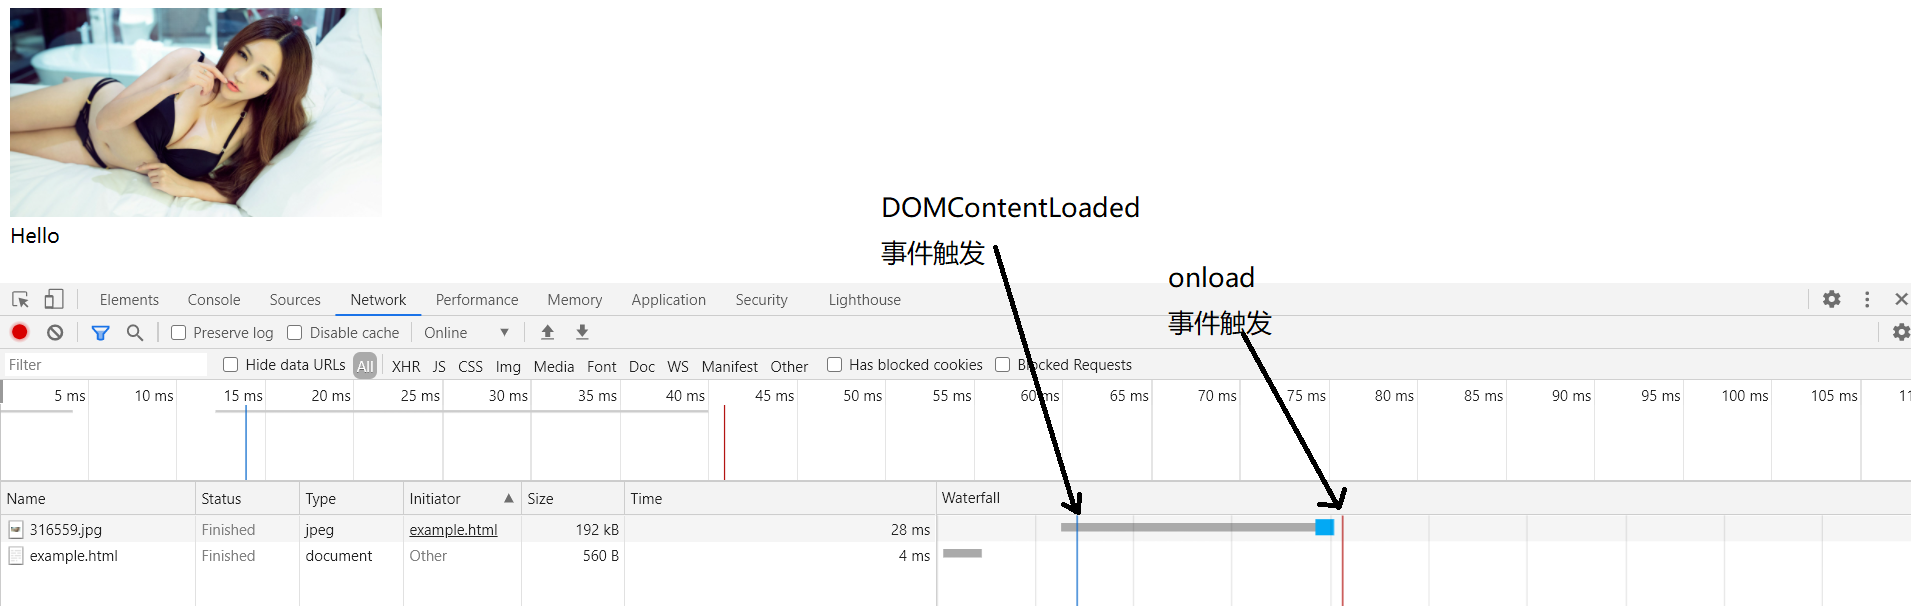 Hello
DOMContentLoaded
事件触发
onload
事件触发
Elements Console Sources Network Performance Memory Application Security Lighthouse
Preserve log Disable cache Online
Filter Hide data URLs All XHR JS CSS Img Media Font Doc WS Manifest Other Has blocked cookies Blocked Requests
5 ms 10 ms 15 ms 20 ms 25 ms 30 ms 35 ms 40 ms 45 ms 50 ms 55 ms 60 ms 65 ms 70 ms 75 ms 80 ms 85 ms 90 ms 95 ms 100 ms 105 ms
Name Status Type Initiator Size Time Waterfall
316559.jpg Finished jpeg example.html 192 kB 28 ms
example.html Finished document Other 560 B 4 ms